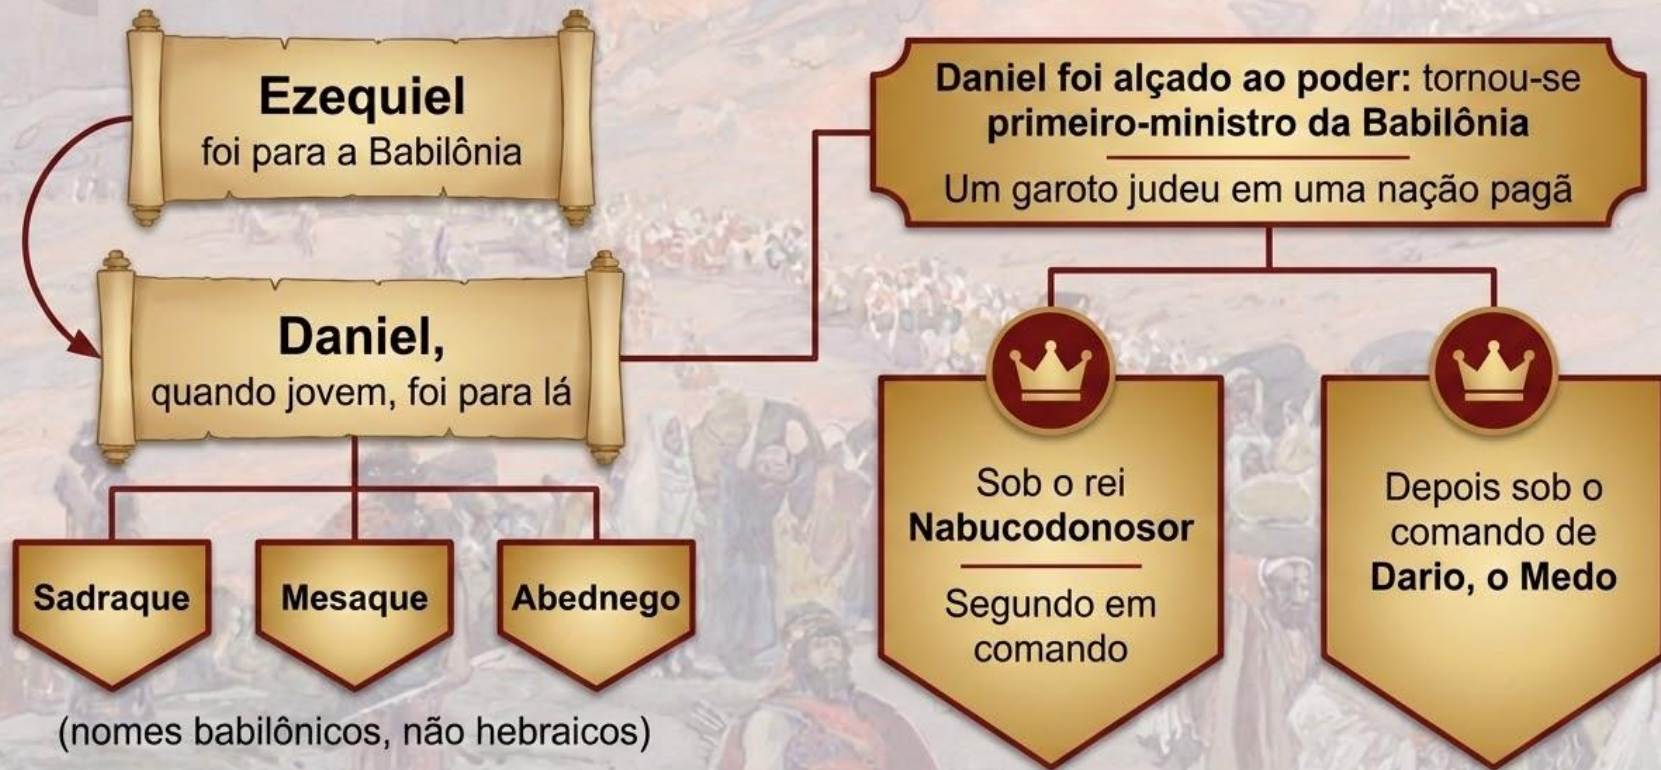 Ezequiel
foi para a Babilônia
Daniel,
quando jovem, foi para lá
Sadraque
Mesaque
Abednego
(nomes babilônicos, não hebraicos)
Daniel foi alçado ao poder: tornou-se
primeiro-ministro da Babilônia
Um garoto judeu em uma nação pagã
Sob o rei
Nabucodonosor
Segundo em
comando
Depois sob o
comando de
Dario, o Medo